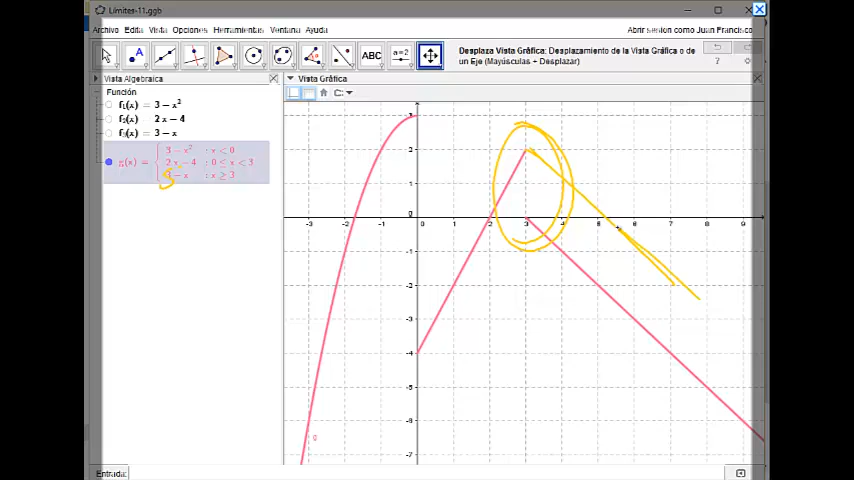 Límites-11.ggb
Archivo Edita Vista Opciones Herramientas Ventana Ayuda
Abrir sesión como Juan Francisco
ABC
a=2
Desplaza Vista Gráfica: Desplazamiento de la Vista Gráfica o de
un Eje (Mayúsculas + Desplazar)
?
Vista Algebraica
Vista Gráfica
Función
f₁(x) = 3 − x²
f₂(x) = 2 x − 4
f₃(x) = 3 − x
3 − x² : x < 0
2 x − 4 : 0 ≤ x < 3
− x : x ≥ 3
5
3
2
1
0
-1
-2
-3
-4
-5
-6
-7
-3 -2 -1 0 1 2 3 4 5 6 7 8 9
Entrada: